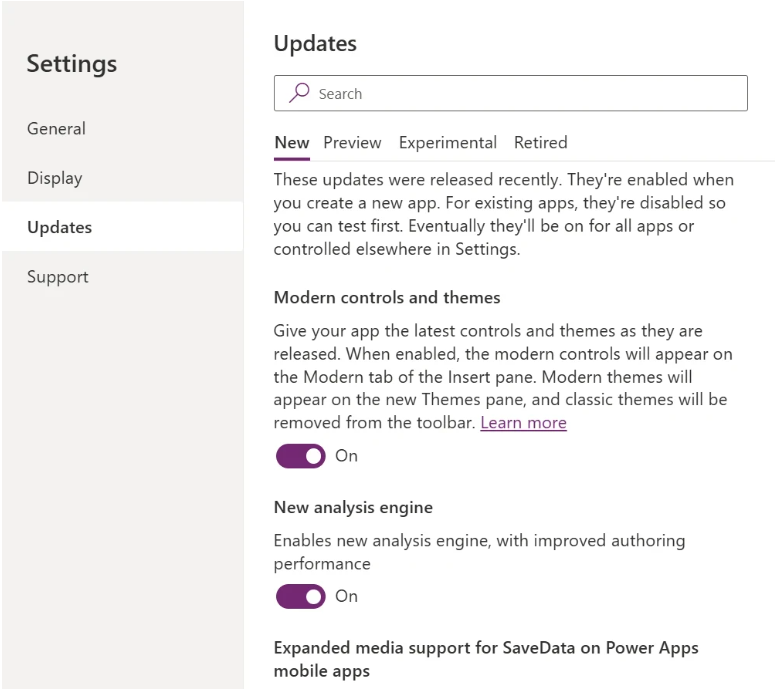 Settings
General
Display
Updates
Support
Updates
Search
New Preview Experimental Retired
These updates were released recently. They're enabled when
you create a new app. For existing apps, they're disabled so
you can test first. Eventually they'll be on for all apps or
controlled elsewhere in Settings.
Modern controls and themes
Give your app the latest controls and themes as they are
released. When enabled, the modern controls will appear on
the Modern tab of the Insert pane. Modern themes will
appear on the new Themes pane, and classic themes will be
removed from the toolbar. Learn more
On
New analysis engine
Enables new analysis engine, with improved authoring
performance
On
Expanded media support for SaveData on Power Apps
mobile apps